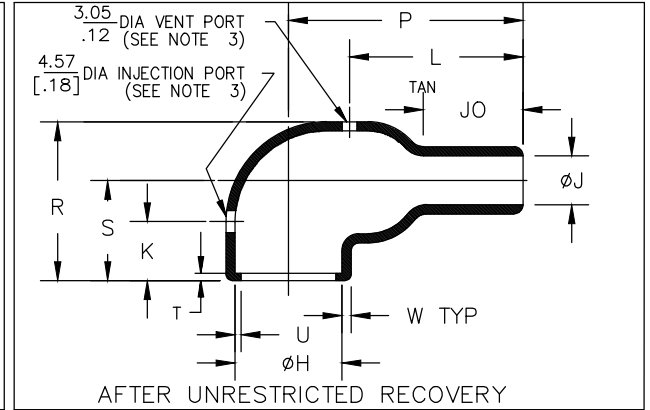 3.05
.12
DIA VENT PORT
(SEE NOTE 3)
4.57
[.18]
DIA INJECTION PORT
(SEE NOTE 3)
P
L
TAN
JO
R
S
K
øJ
T
U
W TYP
øH
AFTER UNRESTRICTED RECOVERY